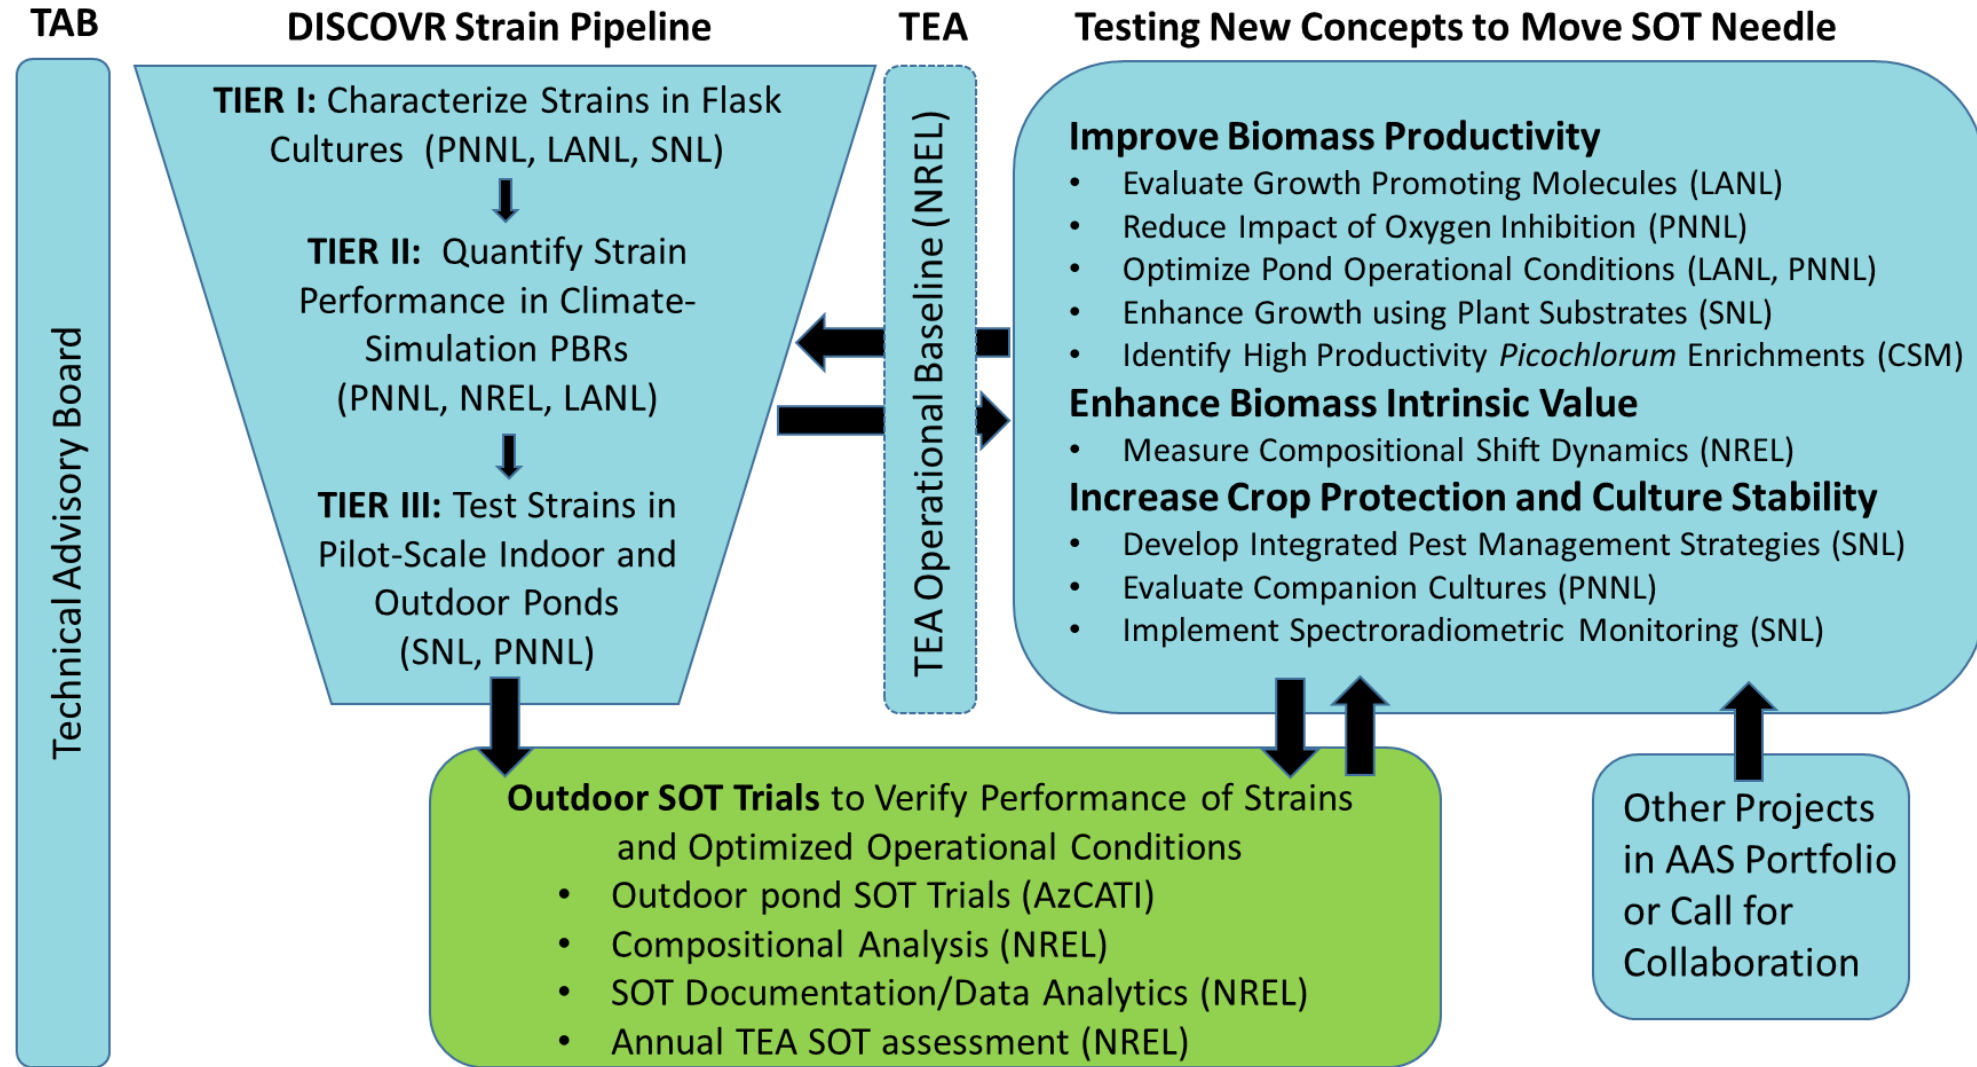 TAB
Technical Advisory Board
DISCOVR Strain Pipeline
TIER I: Characterize Strains in Flask
Cultures (PNNL, LANL, SNL)
TIER II: Quantify Strain
Performance in Climate-
Simulation PBRs
(PNNL, NREL, LANL)
TIER III: Test Strains in
Pilot-Scale Indoor and
Outdoor Ponds
(SNL, PNNL)
TEA
TEA Operational Baseline (NREL)
Testing New Concepts to Move SOT Needle
Improve Biomass Productivity
• Evaluate Growth Promoting Molecules (LANL)
• Reduce Impact of Oxygen Inhibition (PNNL)
• Optimize Pond Operational Conditions (LANL, PNNL)
• Enhance Growth using Plant Substrates (SNL)
• Identify High Productivity Picochlorum Enrichments (CSM)
Enhance Biomass Intrinsic Value
• Measure Compositional Shift Dynamics (NREL)
Increase Crop Protection and Culture Stability
• Develop Integrated Pest Management Strategies (SNL)
• Evaluate Companion Cultures (PNNL)
• Implement Spectroradiometric Monitoring (SNL)
Outdoor SOT Trials to Verify Performance of Strains
and Optimized Operational Conditions
• Outdoor pond SOT Trials (AzCATI)
• Compositional Analysis (NREL)
• SOT Documentation/Data Analytics (NREL)
• Annual TEA SOT assessment (NREL)
Other Projects
in AAS Portfolio
or Call for
Collaboration